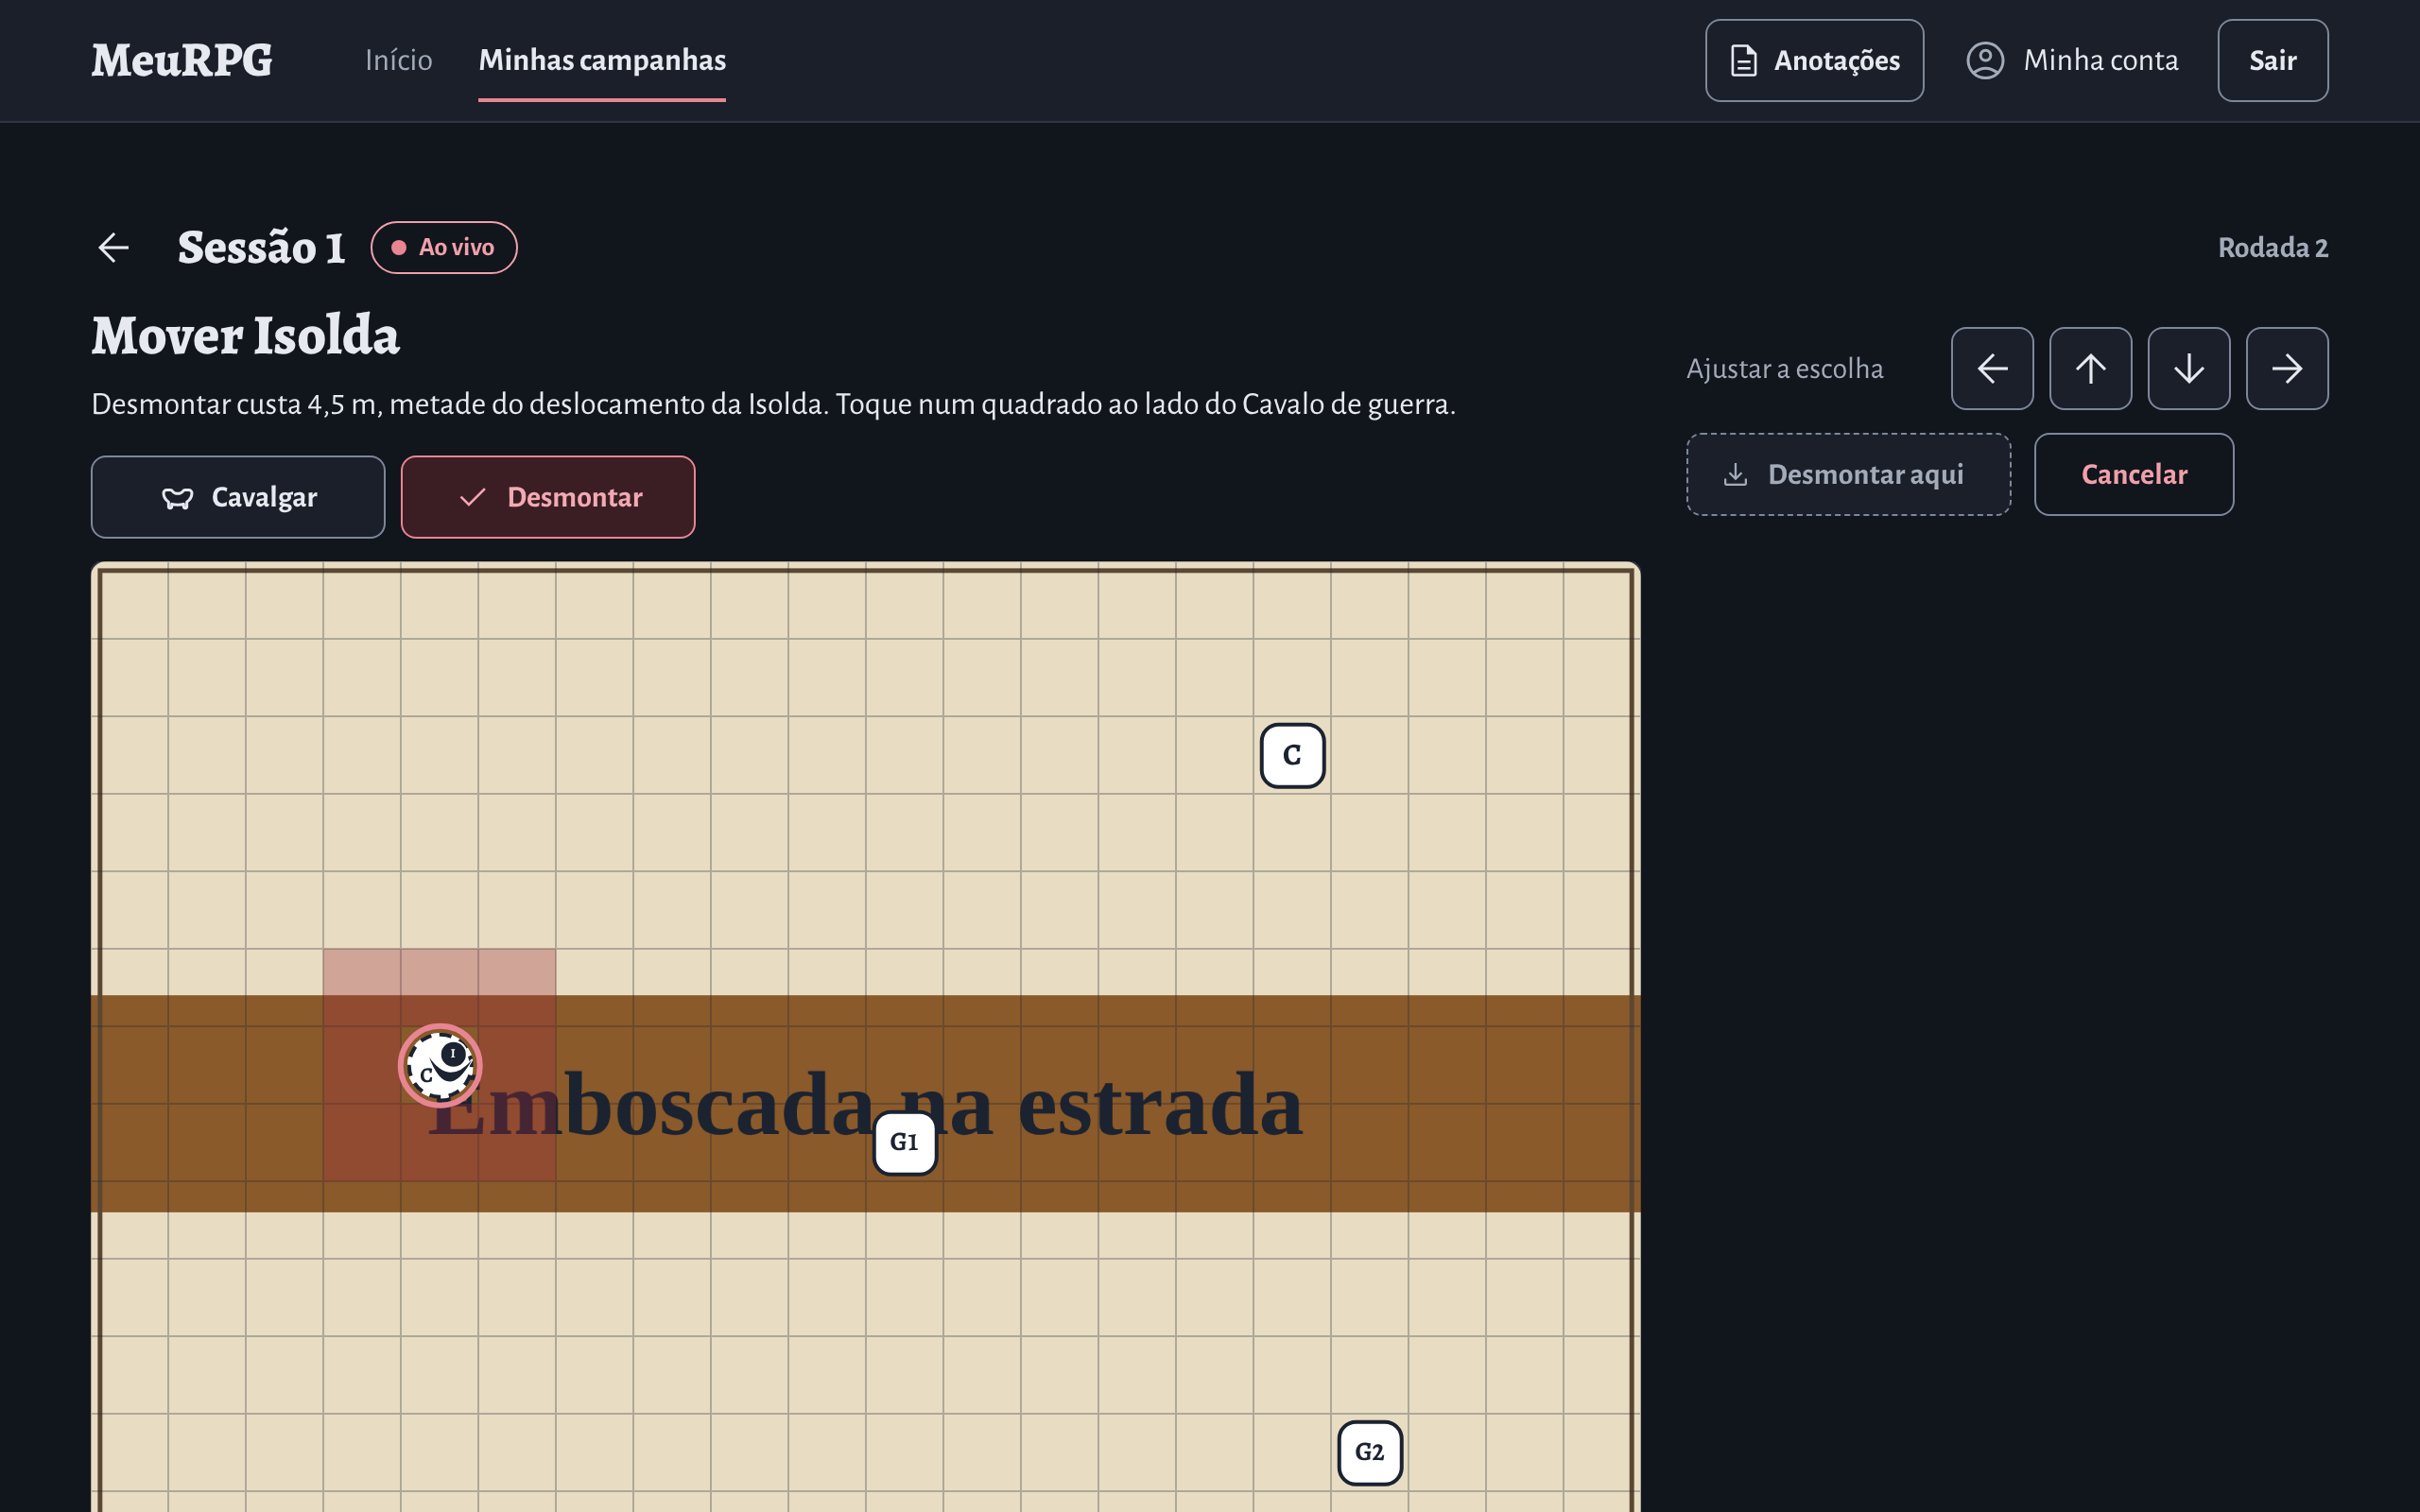 MeuRPG Início Minhas campanhas Anotações Minha conta Sair
Sessão 1 Ao vivo Rodada 2
Mover Isolda
Ajustar a escolha
Desmontar custa 4,5 m, metade do deslocamento da Isolda. Toque num quadrado ao lado do Cavalo de guerra.
Cavalgar Desmontar Desmontar aqui Cancelar
C
I
C
Emboscada na estrada
G1
G2